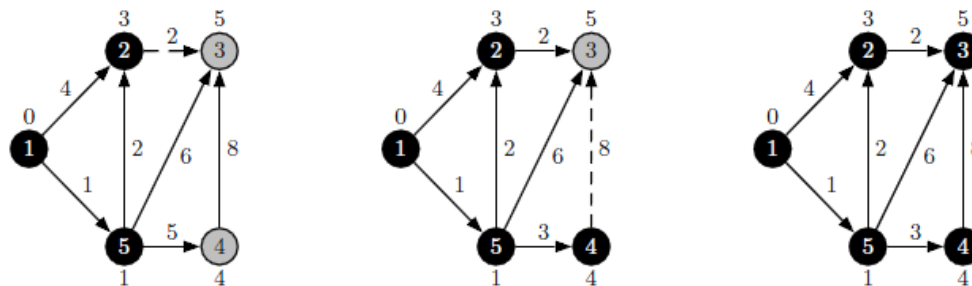 3 5 3 5 3 5
2 2 3 2 2 3 2 2 3
4 4 4
0 0 0
1 2 6 8 1 2 6 8 1 2 6
1 1 1
5 5 4 5 3 4 5 3 4
1 4 1 4 1 4